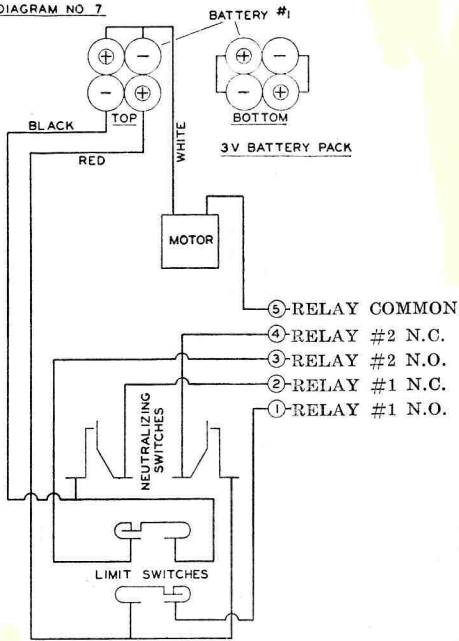 DIAGRAM NO 7
BATTERY #1
+ -
- +
TOP
- +
- +
BOTTOM
BLACK
RED
WHITE
3V BATTERY PACK
MOTOR
5 RELAY COMMON
4 RELAY #2 N.C.
3 RELAY #2 N.O.
2 RELAY #1 N.C.
1 RELAY #1 N.O.
NEUTRALIZING
SWITCHES
LIMIT SWITCHES